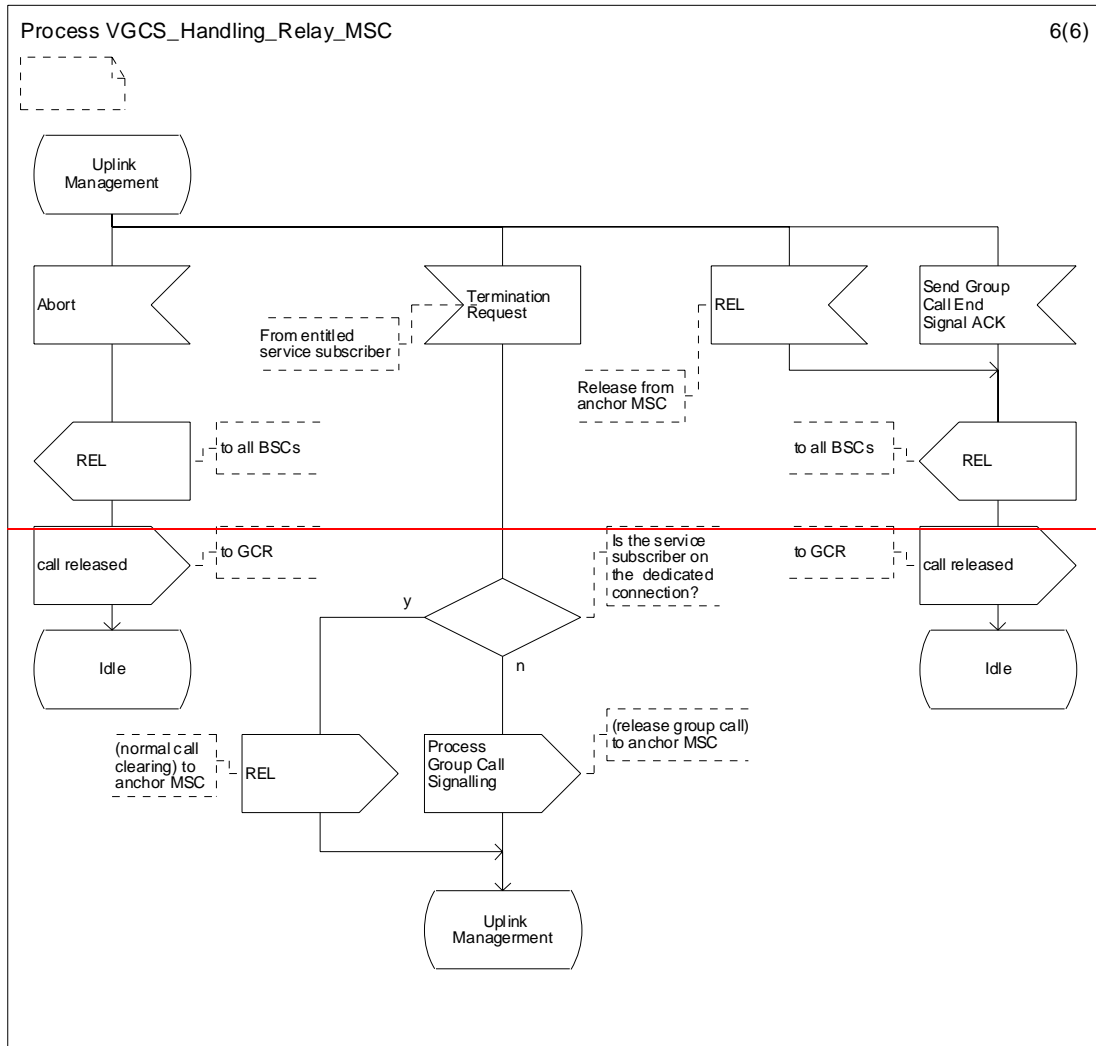 Process VGCS_Handling_Relay_MSC
6(6)
Uplink
Management
Abort
Termination
Request
From entitled
service subscriber
REL
Release from
anchor MSC
Send Group
Call End
Signal ACK
REL
to all BSCs
to all BSCs
REL
call released
to GCR
Is the service
subscriber on
the dedicated
connection?
to GCR
call released
y
n
Idle
Idle
(normal call
clearing) to
anchor MSC
REL
Process
Group Call
Signalling
(release group call)
to anchor MSC
Uplink
Managerment